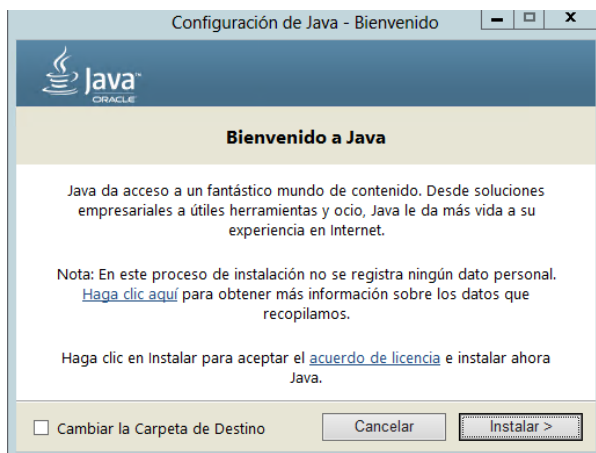 Configuración de Java - Bienvenido
Java™
ORACLE
Bienvenido a Java
Java da acceso a un fantástico mundo de contenido. Desde soluciones
empresariales a útiles herramientas y ocio, Java le da más vida a su
experiencia en Internet.
Nota: En este proceso de instalación no se registra ningún dato personal.
Haga clic aquí para obtener más información sobre los datos que
recopilamos.
Haga clic en Instalar para aceptar el acuerdo de licencia e instalar ahora
Java.
Cambiar la Carpeta de Destino
Cancelar
Instalar >